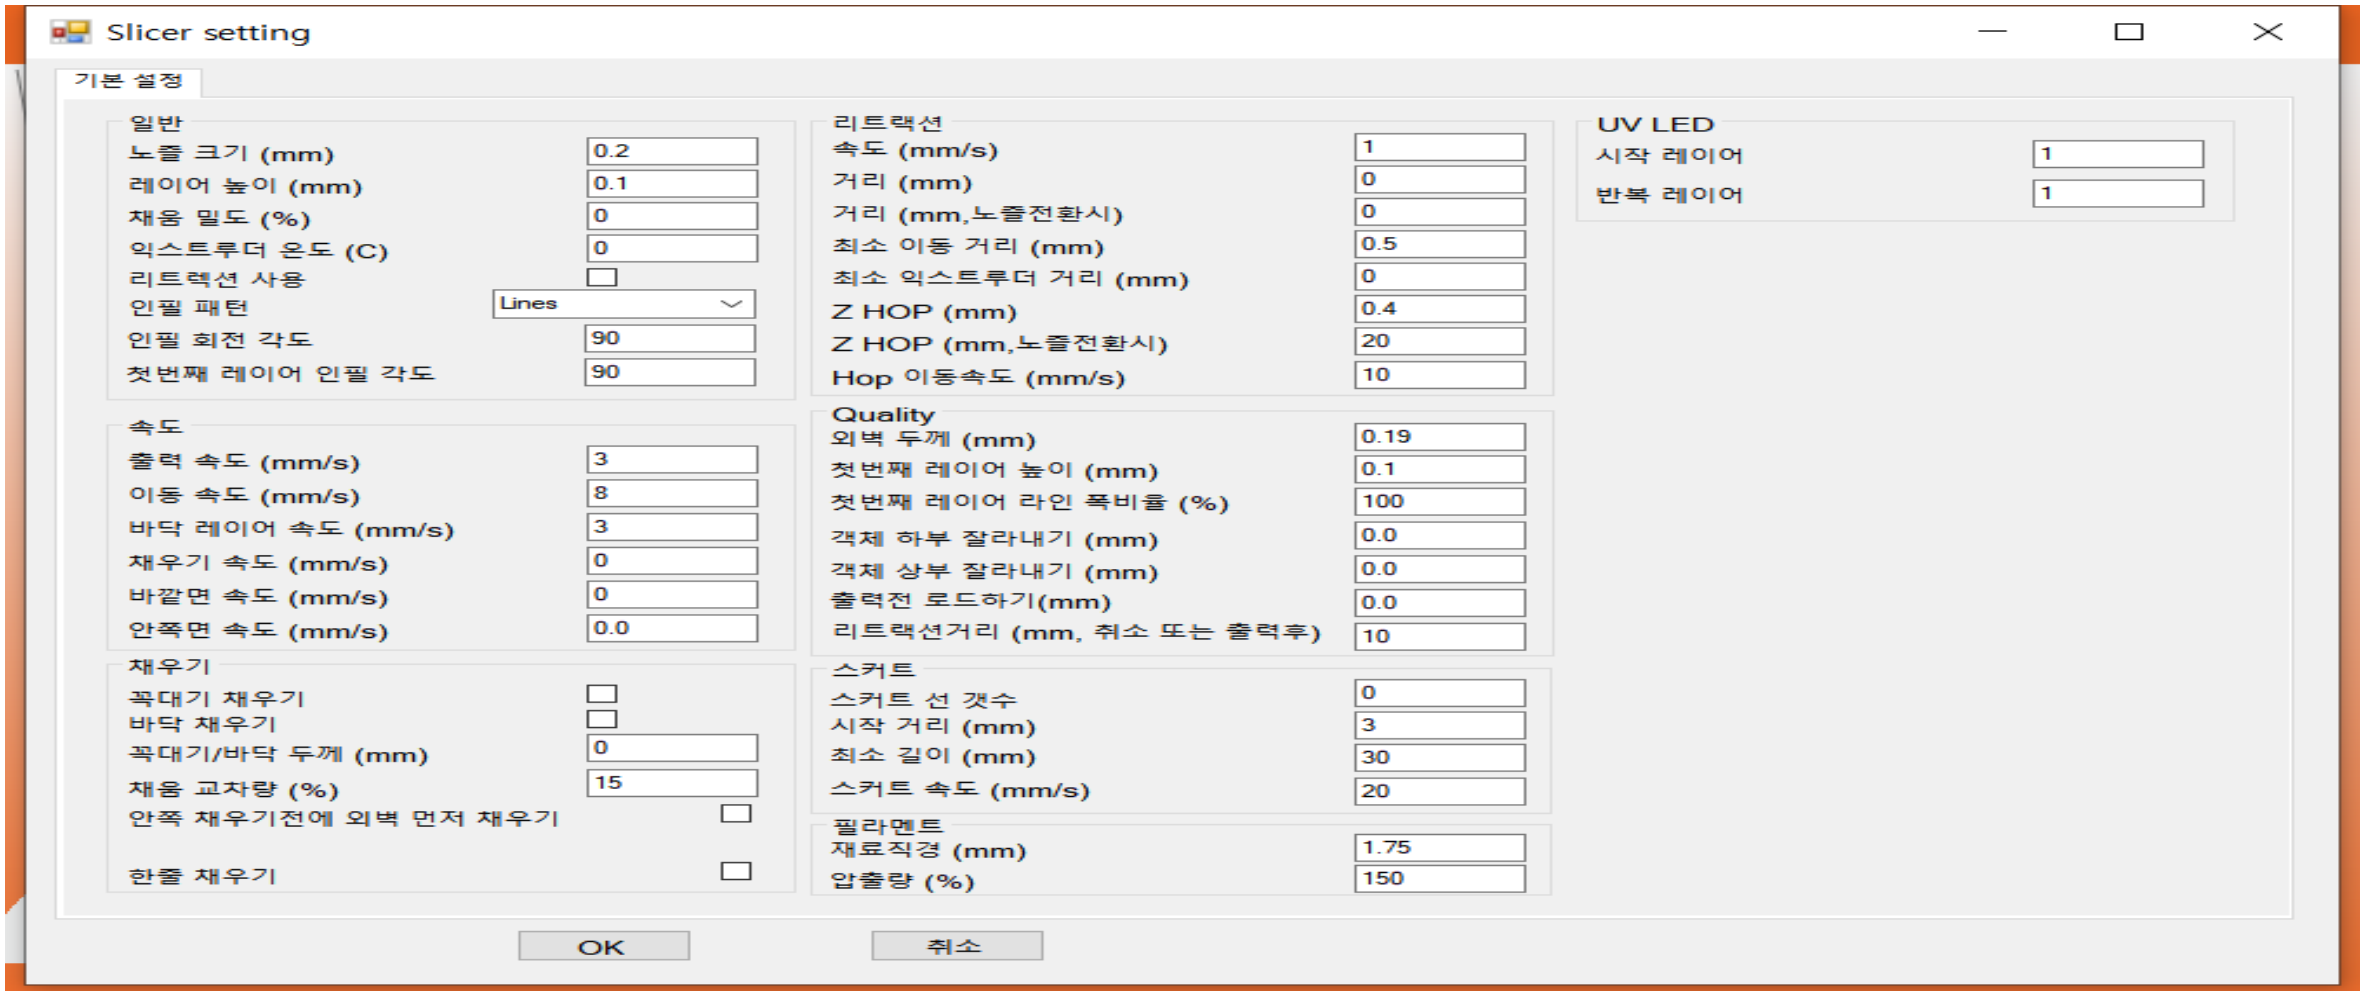 Slicer setting
기본 설정
일반
노즐 크기 (mm) 0.2
레이어 높이 (mm) 0.1
채움 밀도 (%) 0
익스트루더 온도 (C) 0
리트렉션 사용
인필 패턴 Lines
인필 회전 각도 90
첫번째 레이어 인필 각도 90
속도
출력 속도 (mm/s) 3
이동 속도 (mm/s) 8
바닥 레이어 속도 (mm/s) 3
채우기 속도 (mm/s) 0
바깥면 속도 (mm/s) 0
안쪽면 속도 (mm/s) 0.0
채우기
꼭대기 채우기
바닥 채우기
꼭대기/바닥 두께 (mm) 0
채움 교차량 (%) 15
안쪽 채우기전에 외벽 먼저 채우기
한줄 채우기
리트랙션
속도 (mm/s) 1
거리 (mm) 0
거리 (mm,노즐전환시) 0
최소 이동 거리 (mm) 0.5
최소 익스트루더 거리 (mm) 0
Z HOP (mm) 0.4
Z HOP (mm,노즐전환시) 20
Hop 이동속도 (mm/s) 10
Quality
외벽 두께 (mm) 0.19
첫번째 레이어 높이 (mm) 0.1
첫번째 레이어 라인 폭비율 (%) 100
객체 하부 잘라내기 (mm) 0.0
객체 상부 잘라내기 (mm) 0.0
출력전 로드하기(mm) 0.0
리트랙션거리 (mm, 취소 또는 출력후) 10
스커트
스커트 선 갯수 0
시작 거리 (mm) 3
최소 길이 (mm) 30
스커트 속도 (mm/s) 20
필라멘트
재료직경 (mm) 1.75
압출량 (%) 150
UV LED
시작 레이어 1
반복 레이어 1
OK 취소